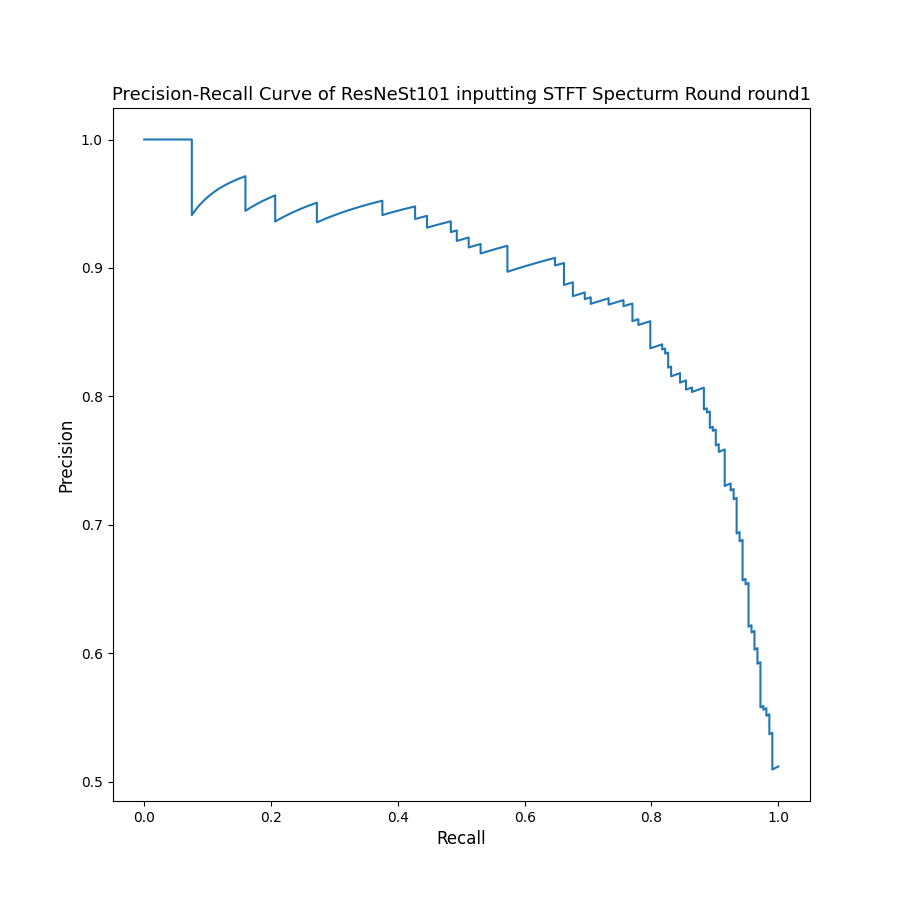 Precision-Recall Curve of ResNeSt101 inputting STFT Specturm Round round1
1.0
0.9
0.8
0.7
0.6
0.5
Precision
0.0 0.2 0.4 0.6 0.8 1.0
Recall